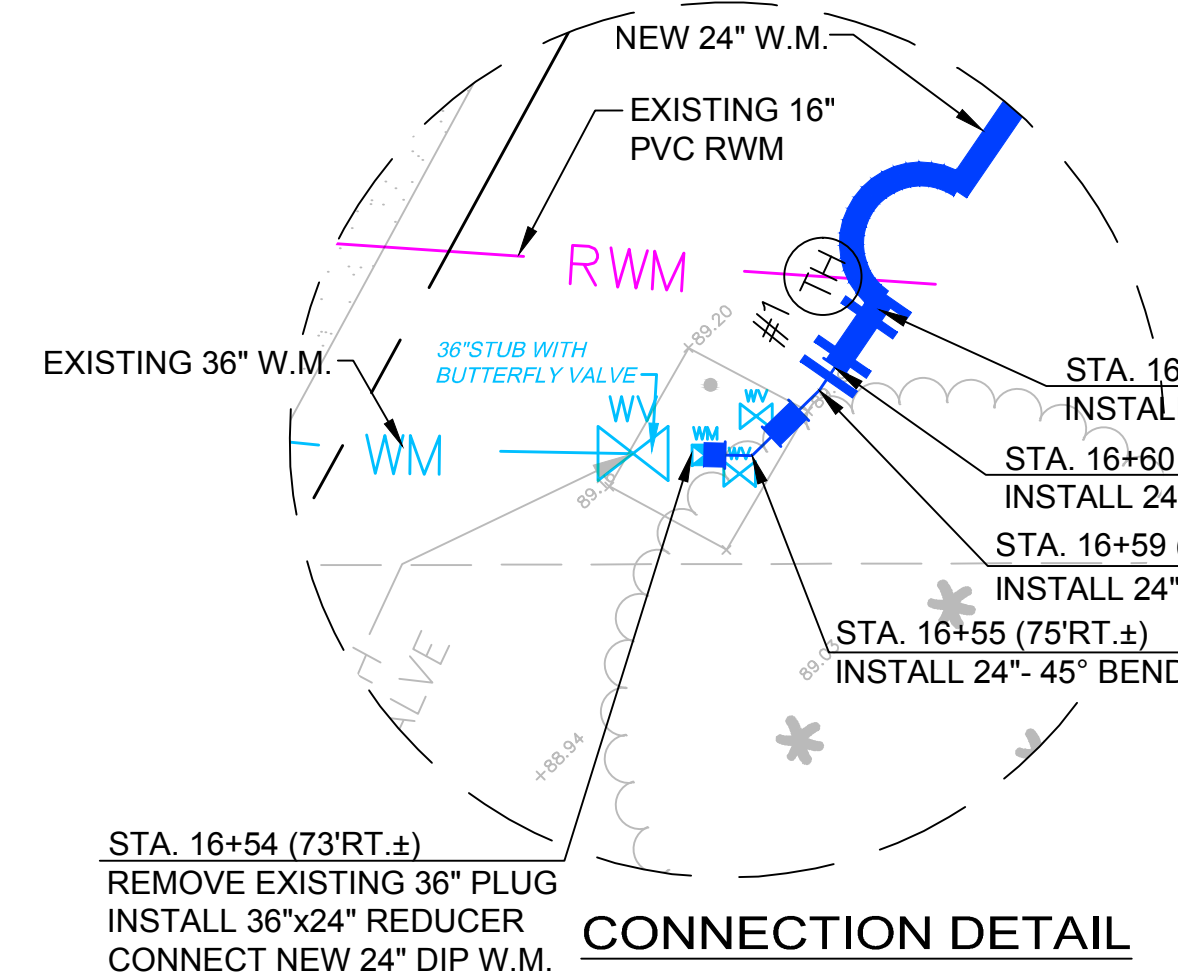 NEW 24" W.M.
EXISTING 16"
PVC RWM
RWM
TH
#1
+89.20
EXISTING 36" W.M.
36"STUB WITH
BUTTERFLY VALVE
WV
WV
WM
WM
WV
STA. 16
INSTAL
STA. 16+60
INSTALL 24
STA. 16+59 (
INSTALL 24"
STA. 16+55 (75'RT.±)
INSTALL 24"- 45° BEND
89.03
+88.94
ALVE
STA. 16+54 (73'RT.±)
REMOVE EXISTING 36" PLUG
INSTALL 36"x24" REDUCER
CONNECT NEW 24" DIP W.M.
CONNECTION DETAIL